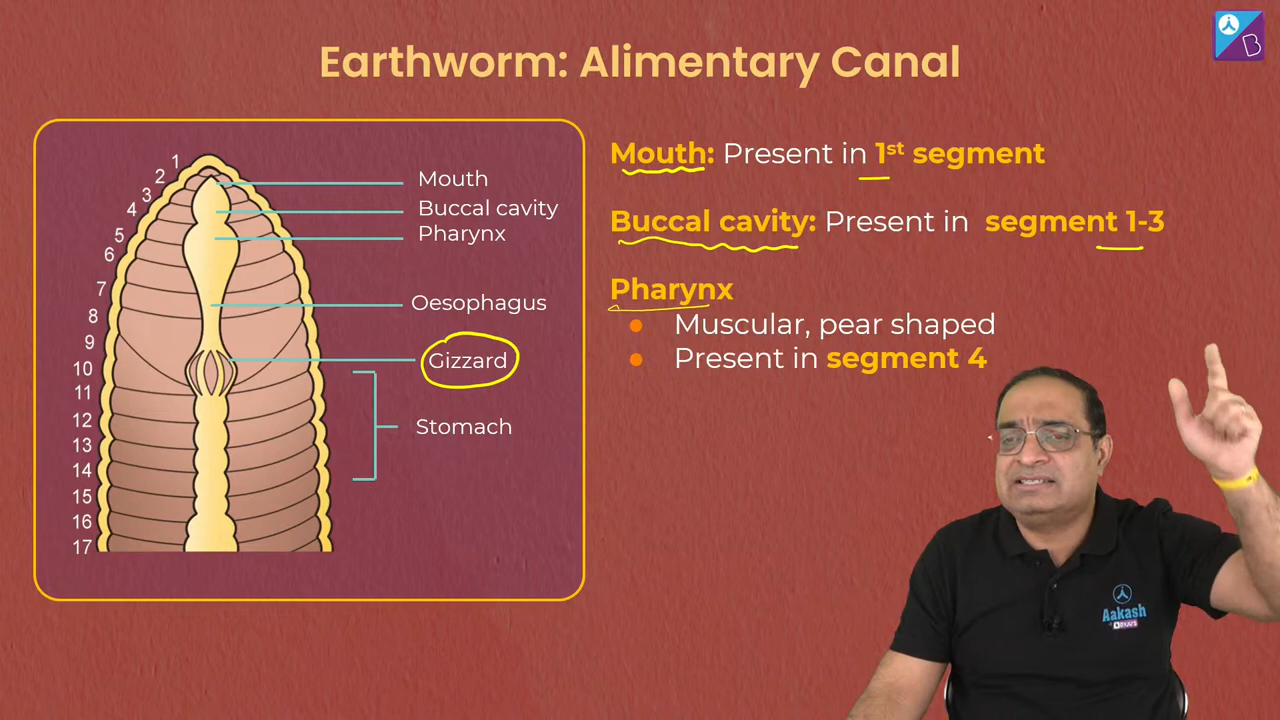 Earthworm: Alimentary Canal
B
1
2
3
4
5
6
7
8
9
10
11
12
13
14
15
16
17
Mouth
Buccal cavity
Pharynx
Oesophagus
Gizzard
Stomach
Mouth: Present in 1st segment
Buccal cavity: Present in segment 1-3
Pharynx
• Muscular, pear shaped
• Present in segment 4
Aakash
BYJU'S